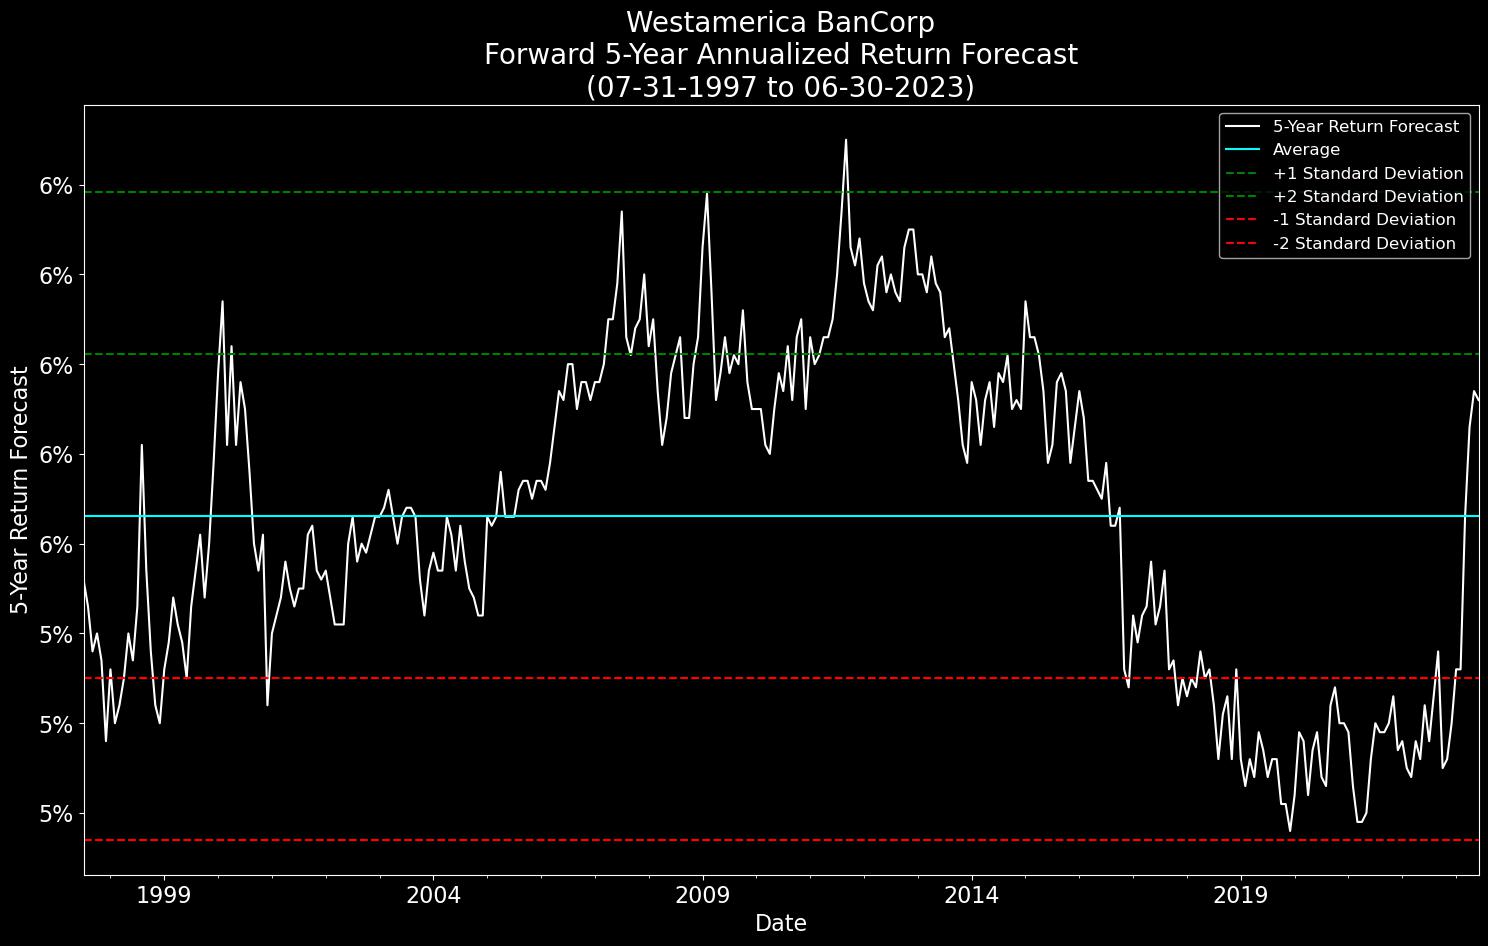 Westamerica BanCorp
Forward 5-Year Annualized Return Forecast
(07-31-1997 to 06-30-2023)
5-Year Return Forecast
Average
+1 Standard Deviation
+2 Standard Deviation
-1 Standard Deviation
-2 Standard Deviation
5-Year Return Forecast
6%
6%
6%
6%
6%
5%
5%
5%
1999
2004
2009
2014
2019
Date